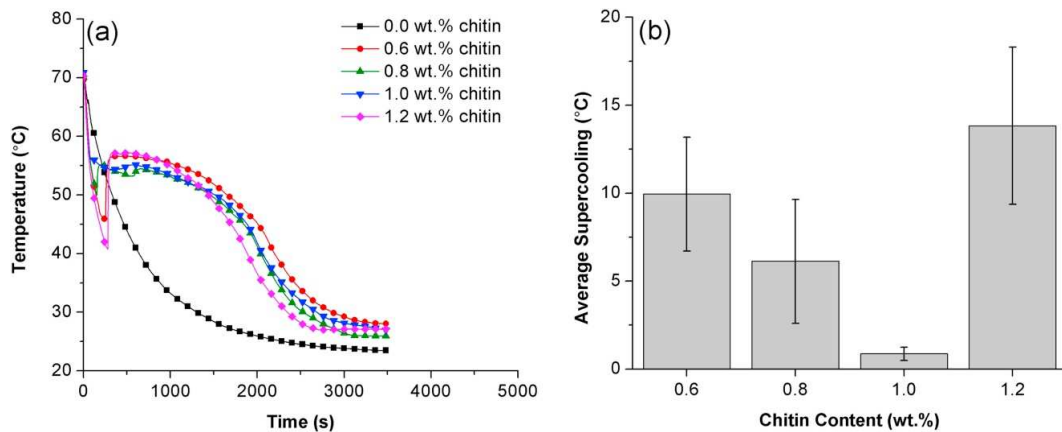 (a)
0.0 wt.% chitin
0.6 wt.% chitin
0.8 wt.% chitin
1.0 wt.% chitin
1.2 wt.% chitin
80
70
60
50
40
30
20
Temperature (°C)
0 1000 2000 3000 4000 5000
Time (s)
(b)
20
15
10
5
0
Average Supercooling (°C)
0.6 0.8 1.0 1.2
Chitin Content (wt.%)